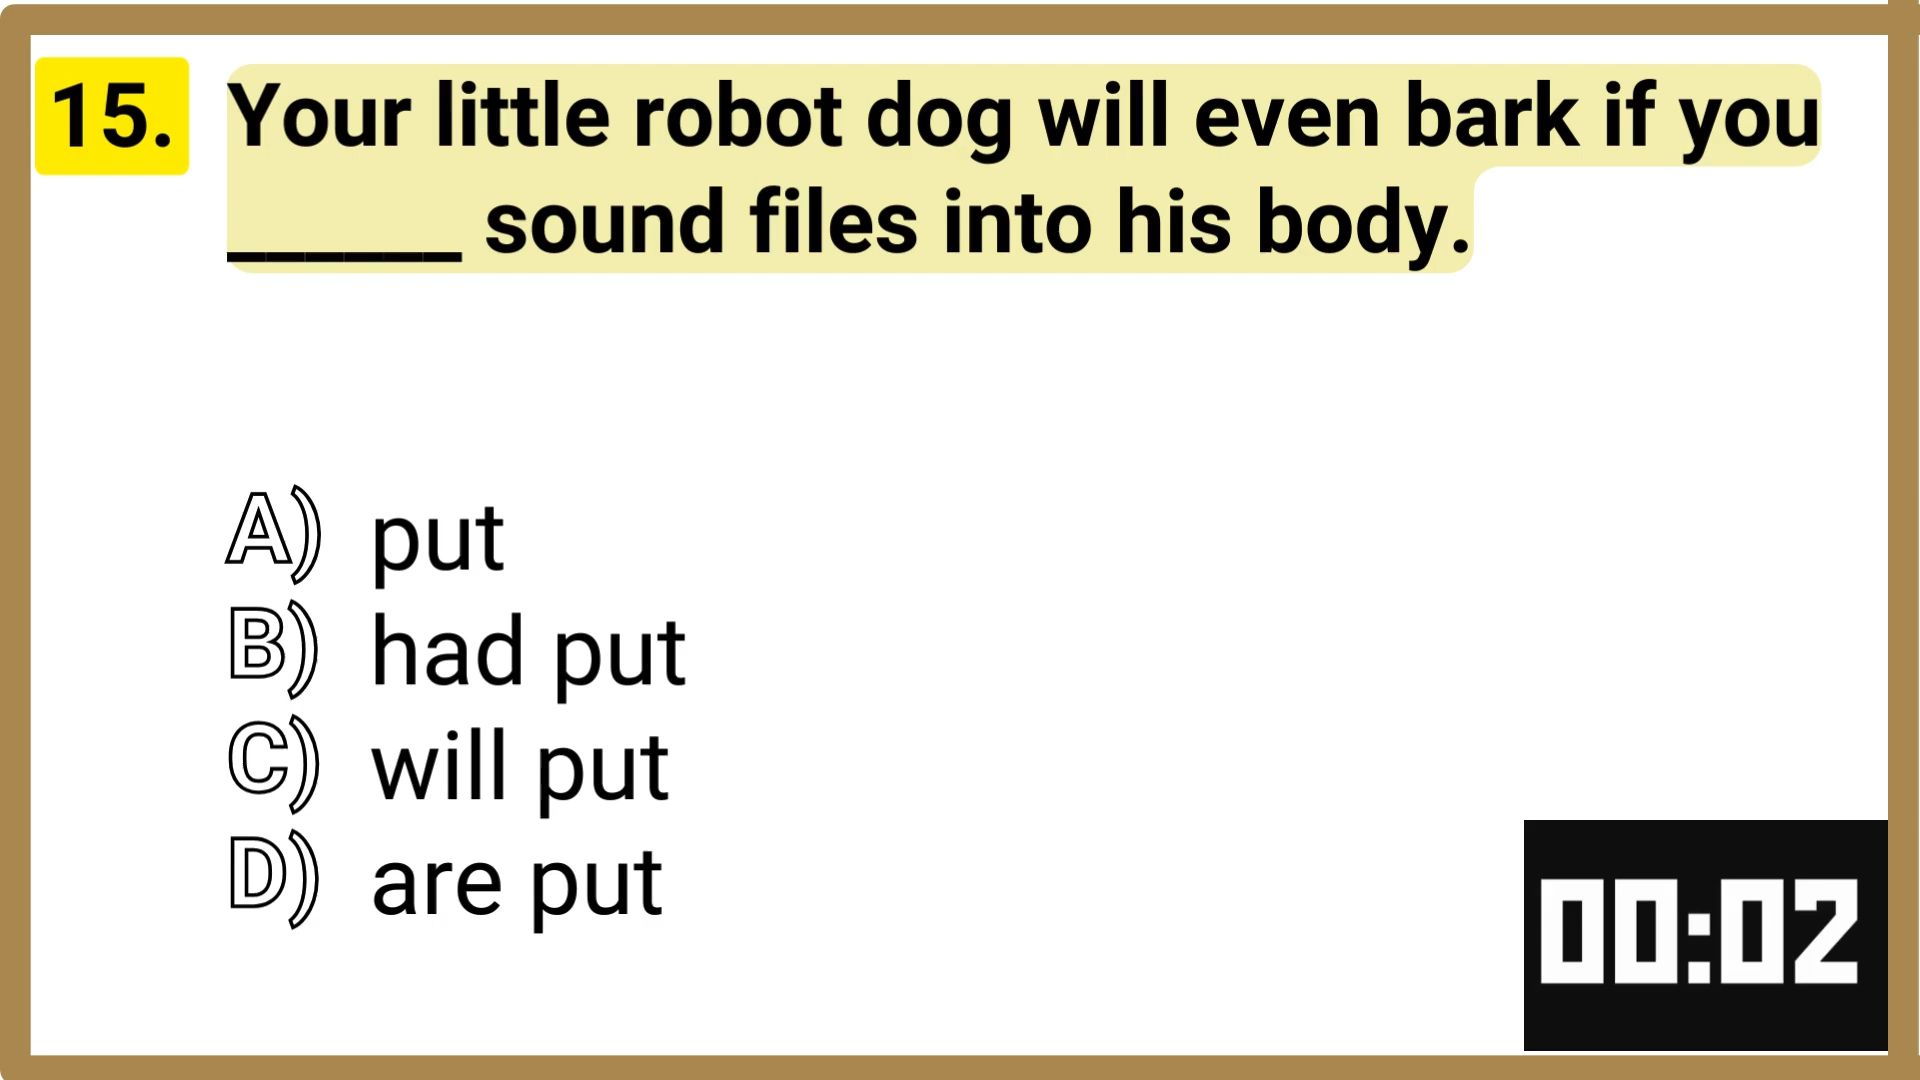 15. Your little robot dog will even bark if you
______ sound files into his body.
A) put
B) had put
C) will put
D) are put
00:02